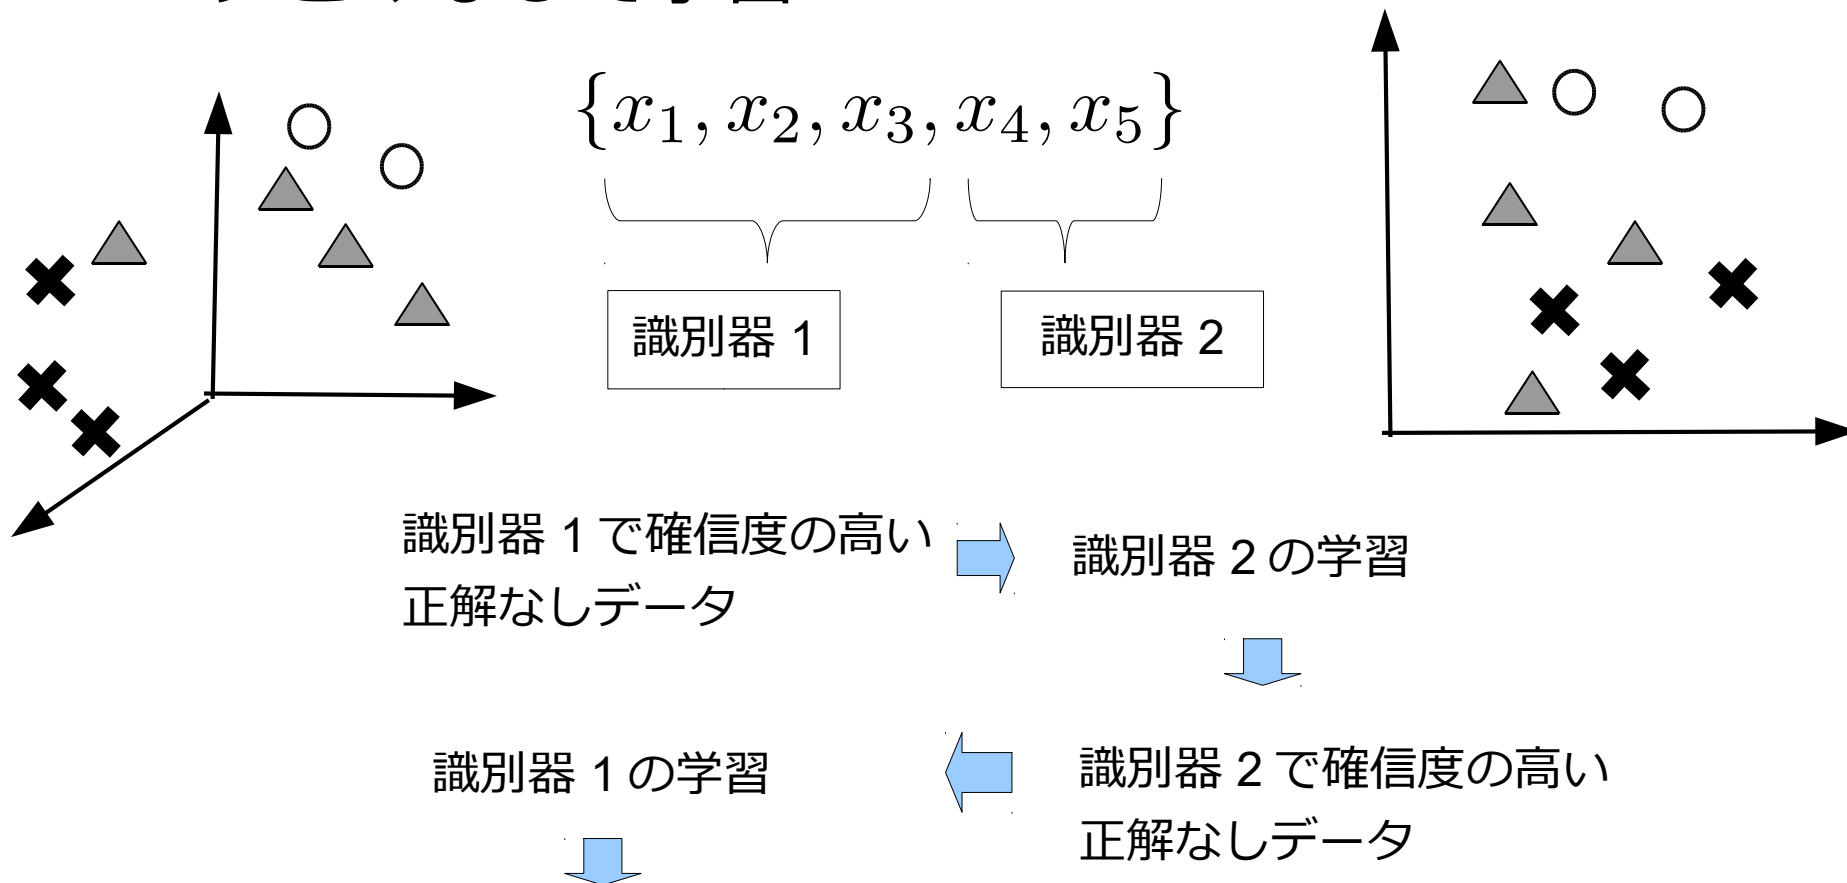 {x₁, x₂, x₃, x₄, x₅}
識別器 1
識別器 2
識別器 1 で確信度の高い
正解なしデータ
識別器 2 の学習
識別器 2 で確信度の高い
正解なしデータ
識別器 1 の学習